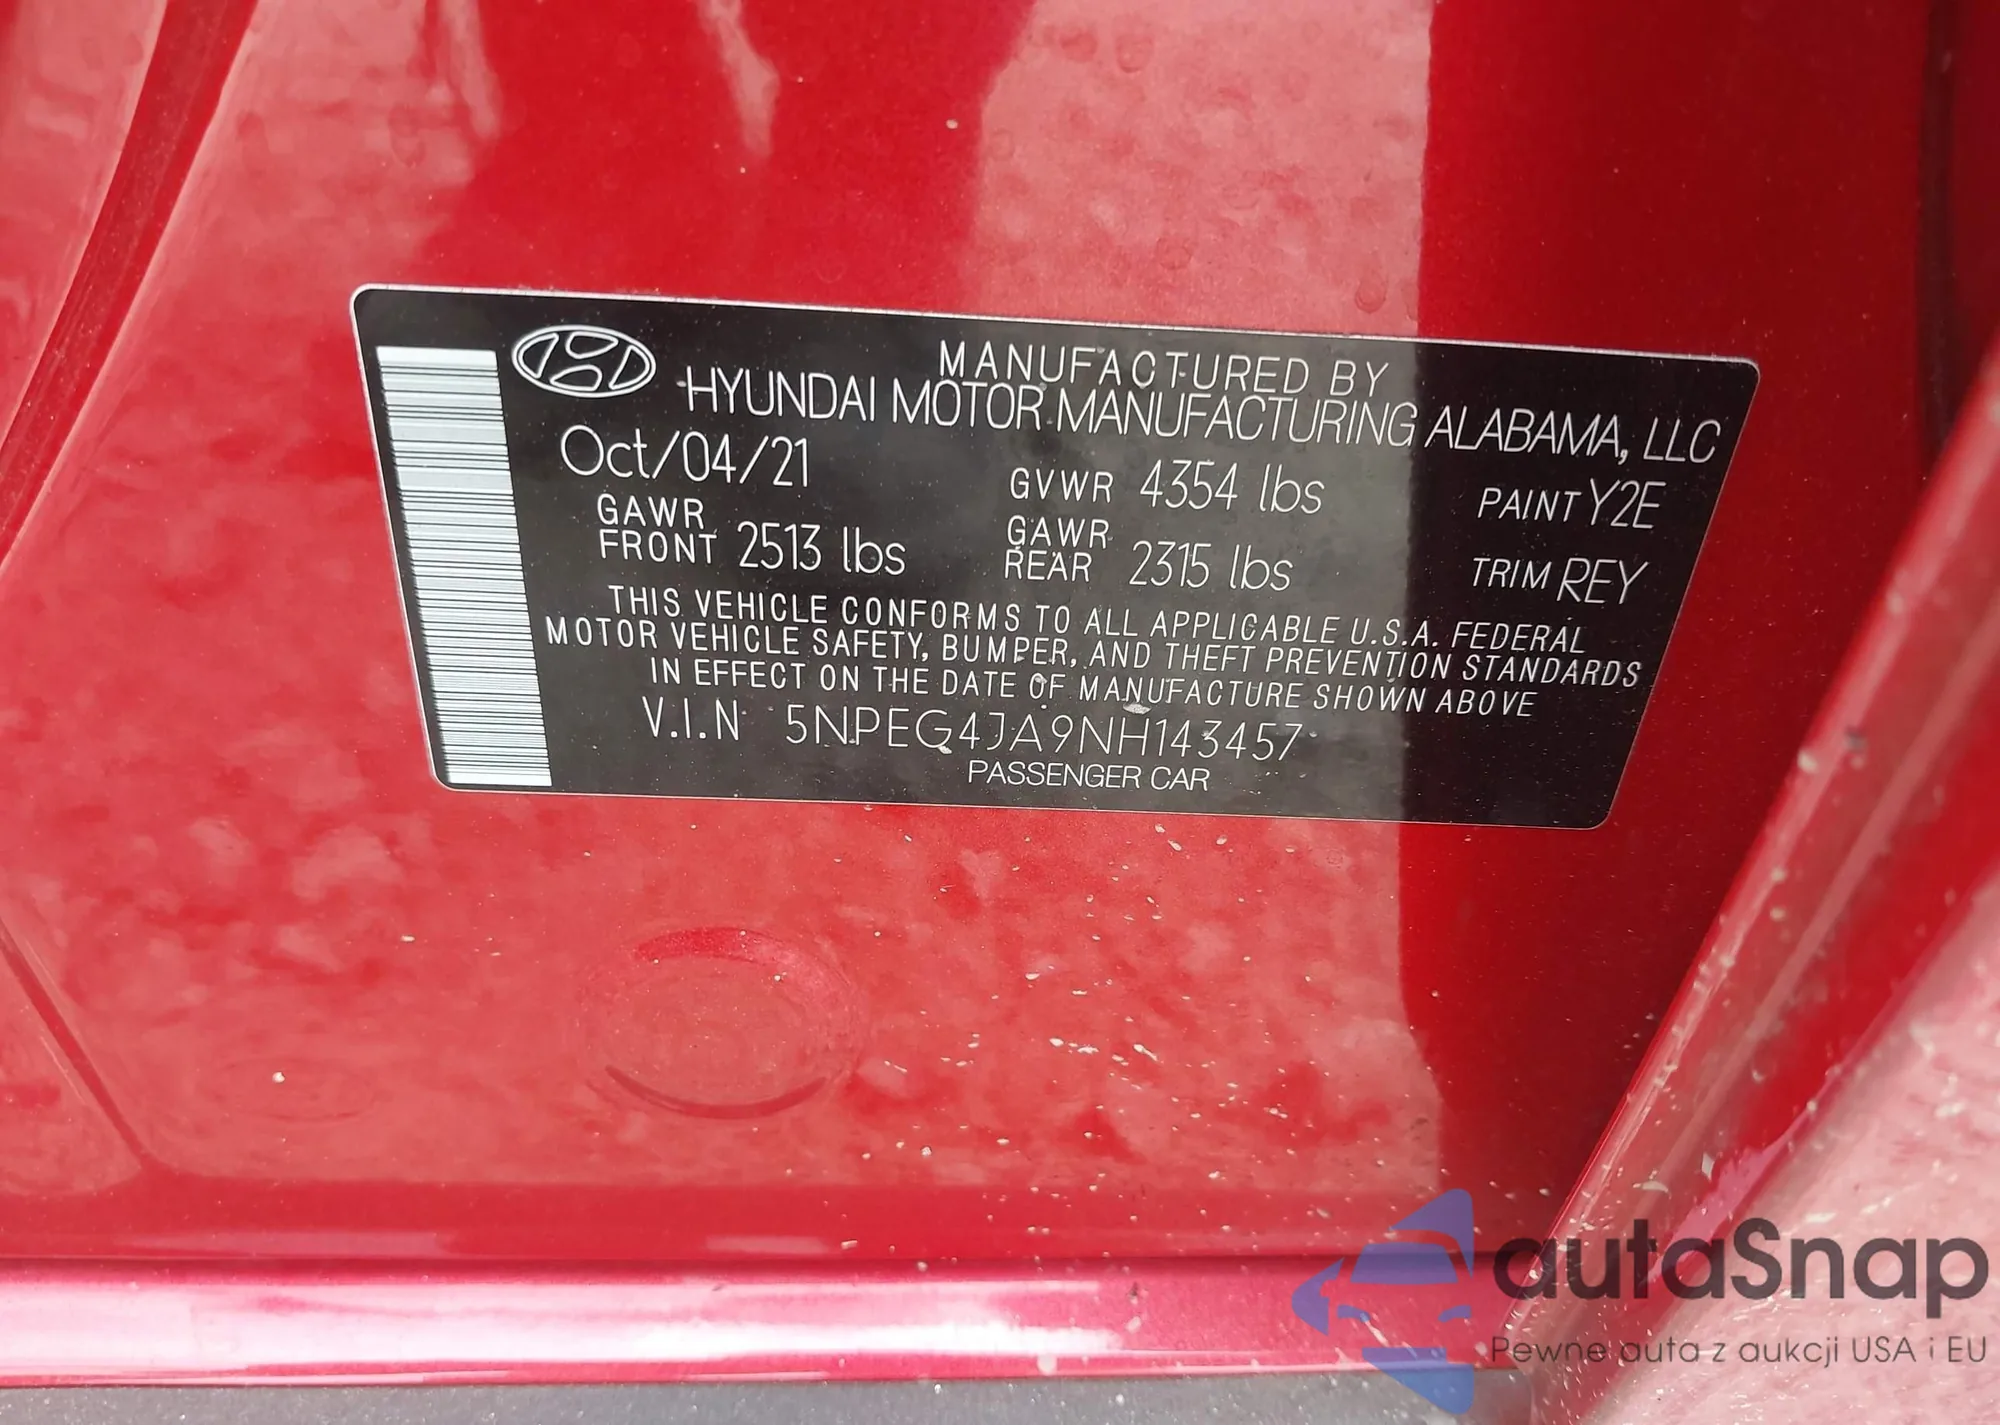 MANUFACTURED BY
HYUNDAI MOTOR MANUFACTURING ALABAMA, LLC
Oct/04/21
GVWR 4354 lbs
PAINT Y2E
GAWR
FRONT 2513 lbs
GAWR
REAR 2315 lbs
TRIM REY
THIS VEHICLE CONFORMS TO ALL APPLICABLE U.S.A. FEDERAL
MOTOR VEHICLE SAFETY, BUMPER, AND THEFT PREVENTION STANDARDS
IN EFFECT ON THE DATE OF MANUFACTURE SHOWN ABOVE
V.I.N 5NPEG4JA9NH143457
PASSENGER CAR
autaSnap
Pewne auta z aukcji USA i EU